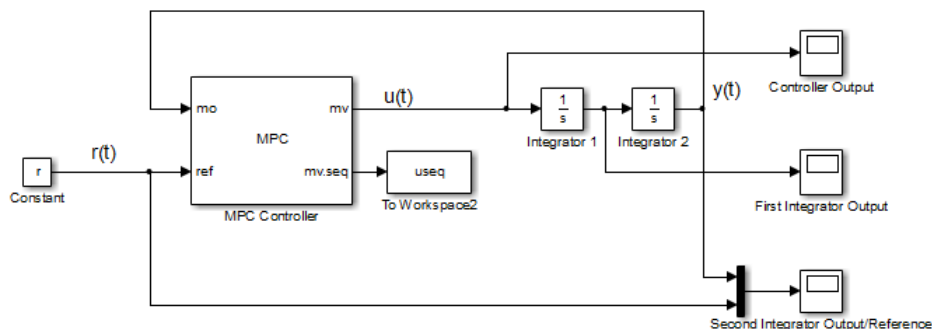 mo
mv
u(t)
y(t)
MPC
1
s
1
s
Controller Output
Integrator 1
Integrator 2
r(t)
r
ref
mv.seq
useq
Constant
MPC Controller
To Workspace2
First Integrator Output
Second Integrator Output/Reference